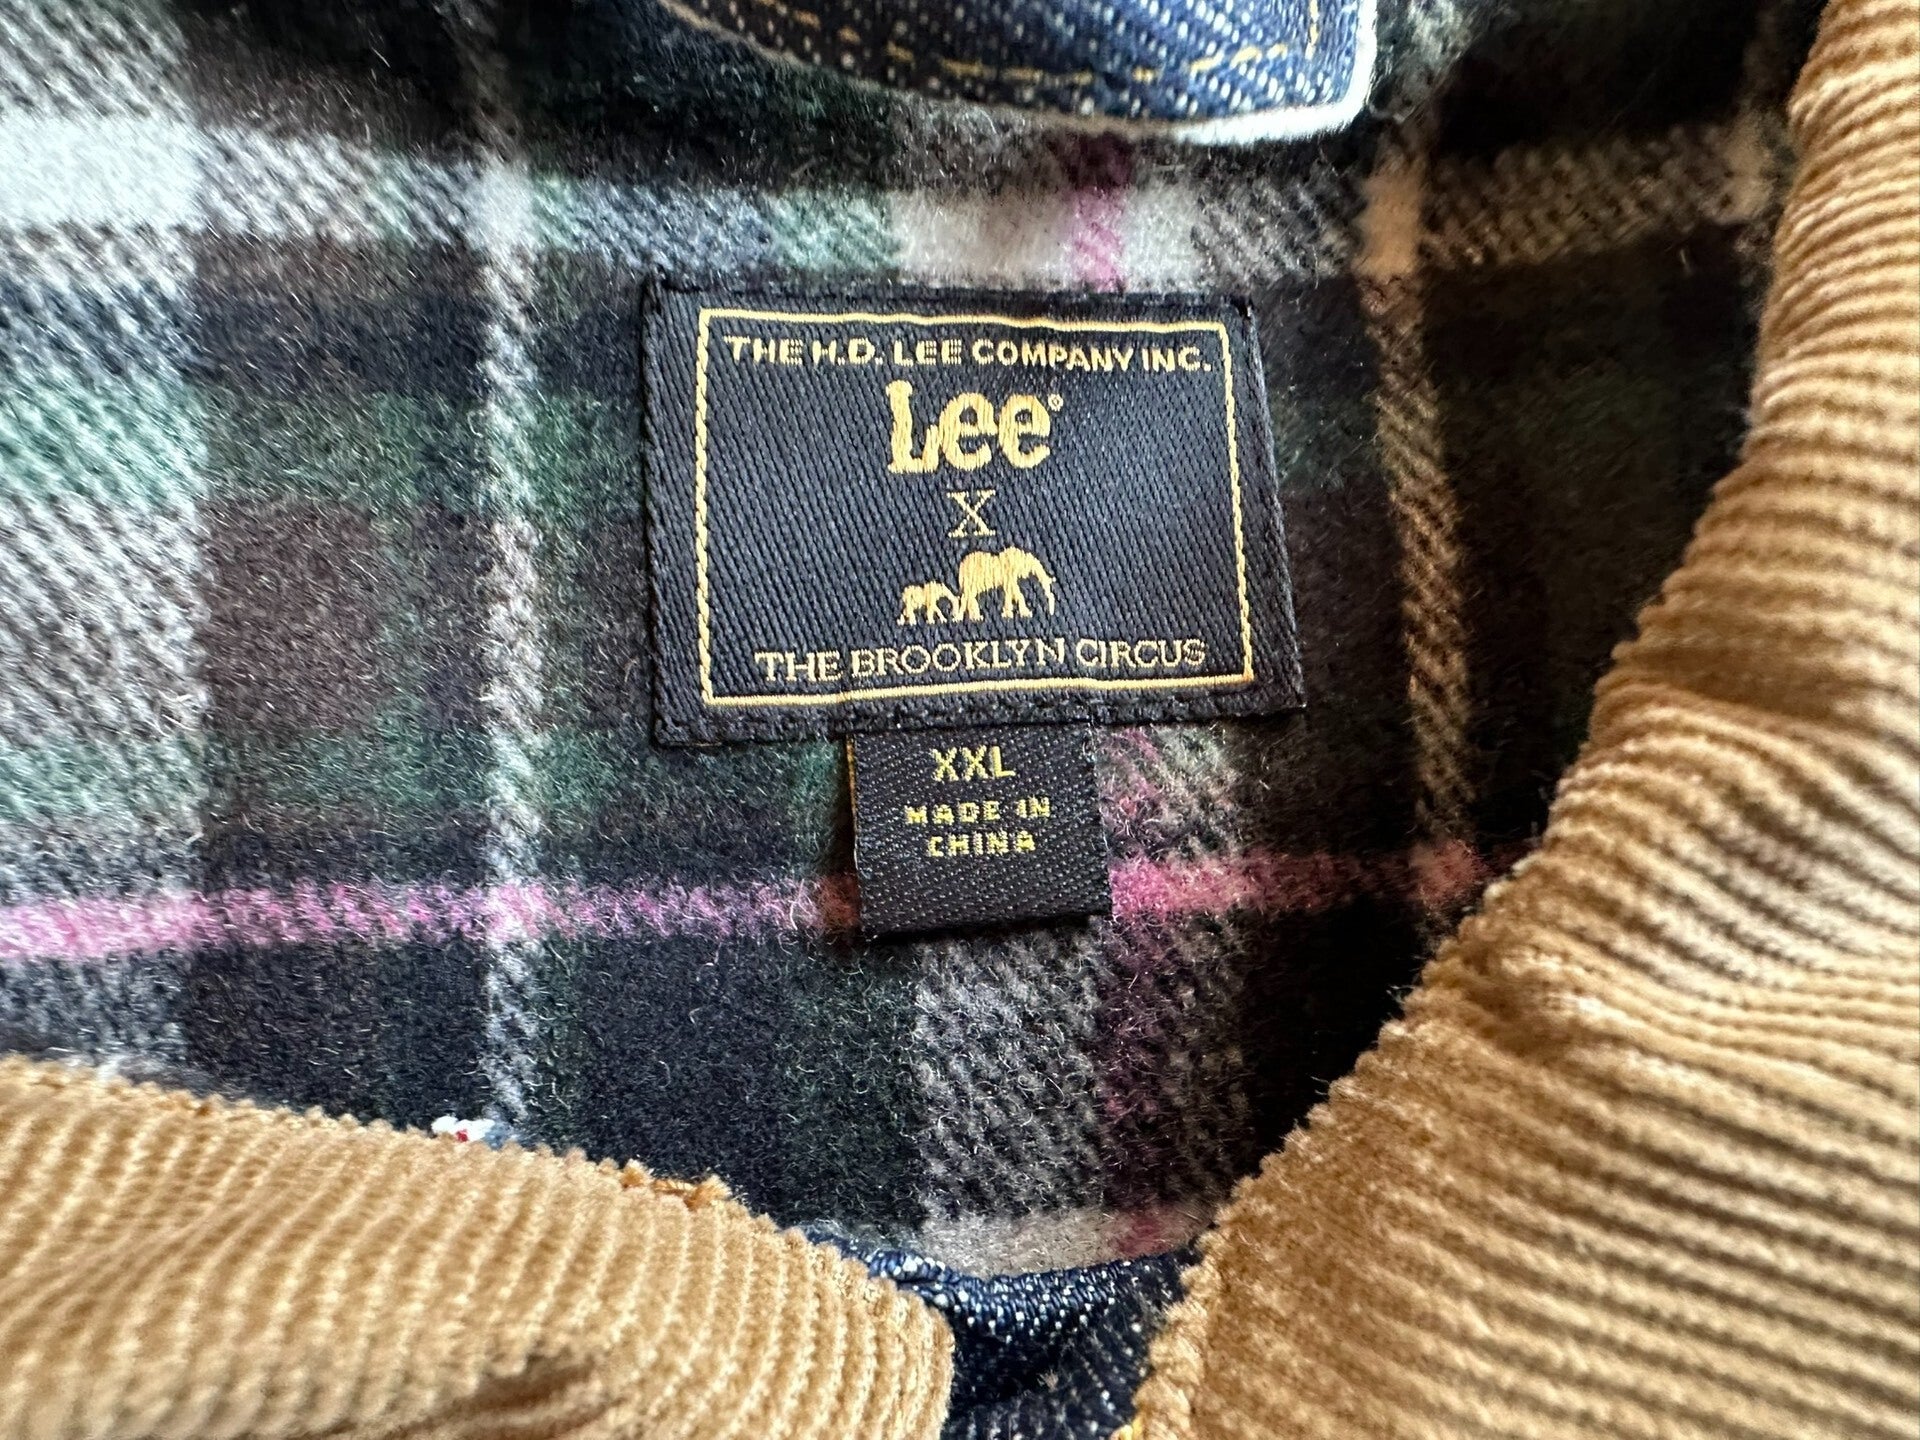 THE H.D. LEE COMPANY INC.
Lee®
X
THE BROOKLYN CIRCUS
XXL
MADE IN
CHINA